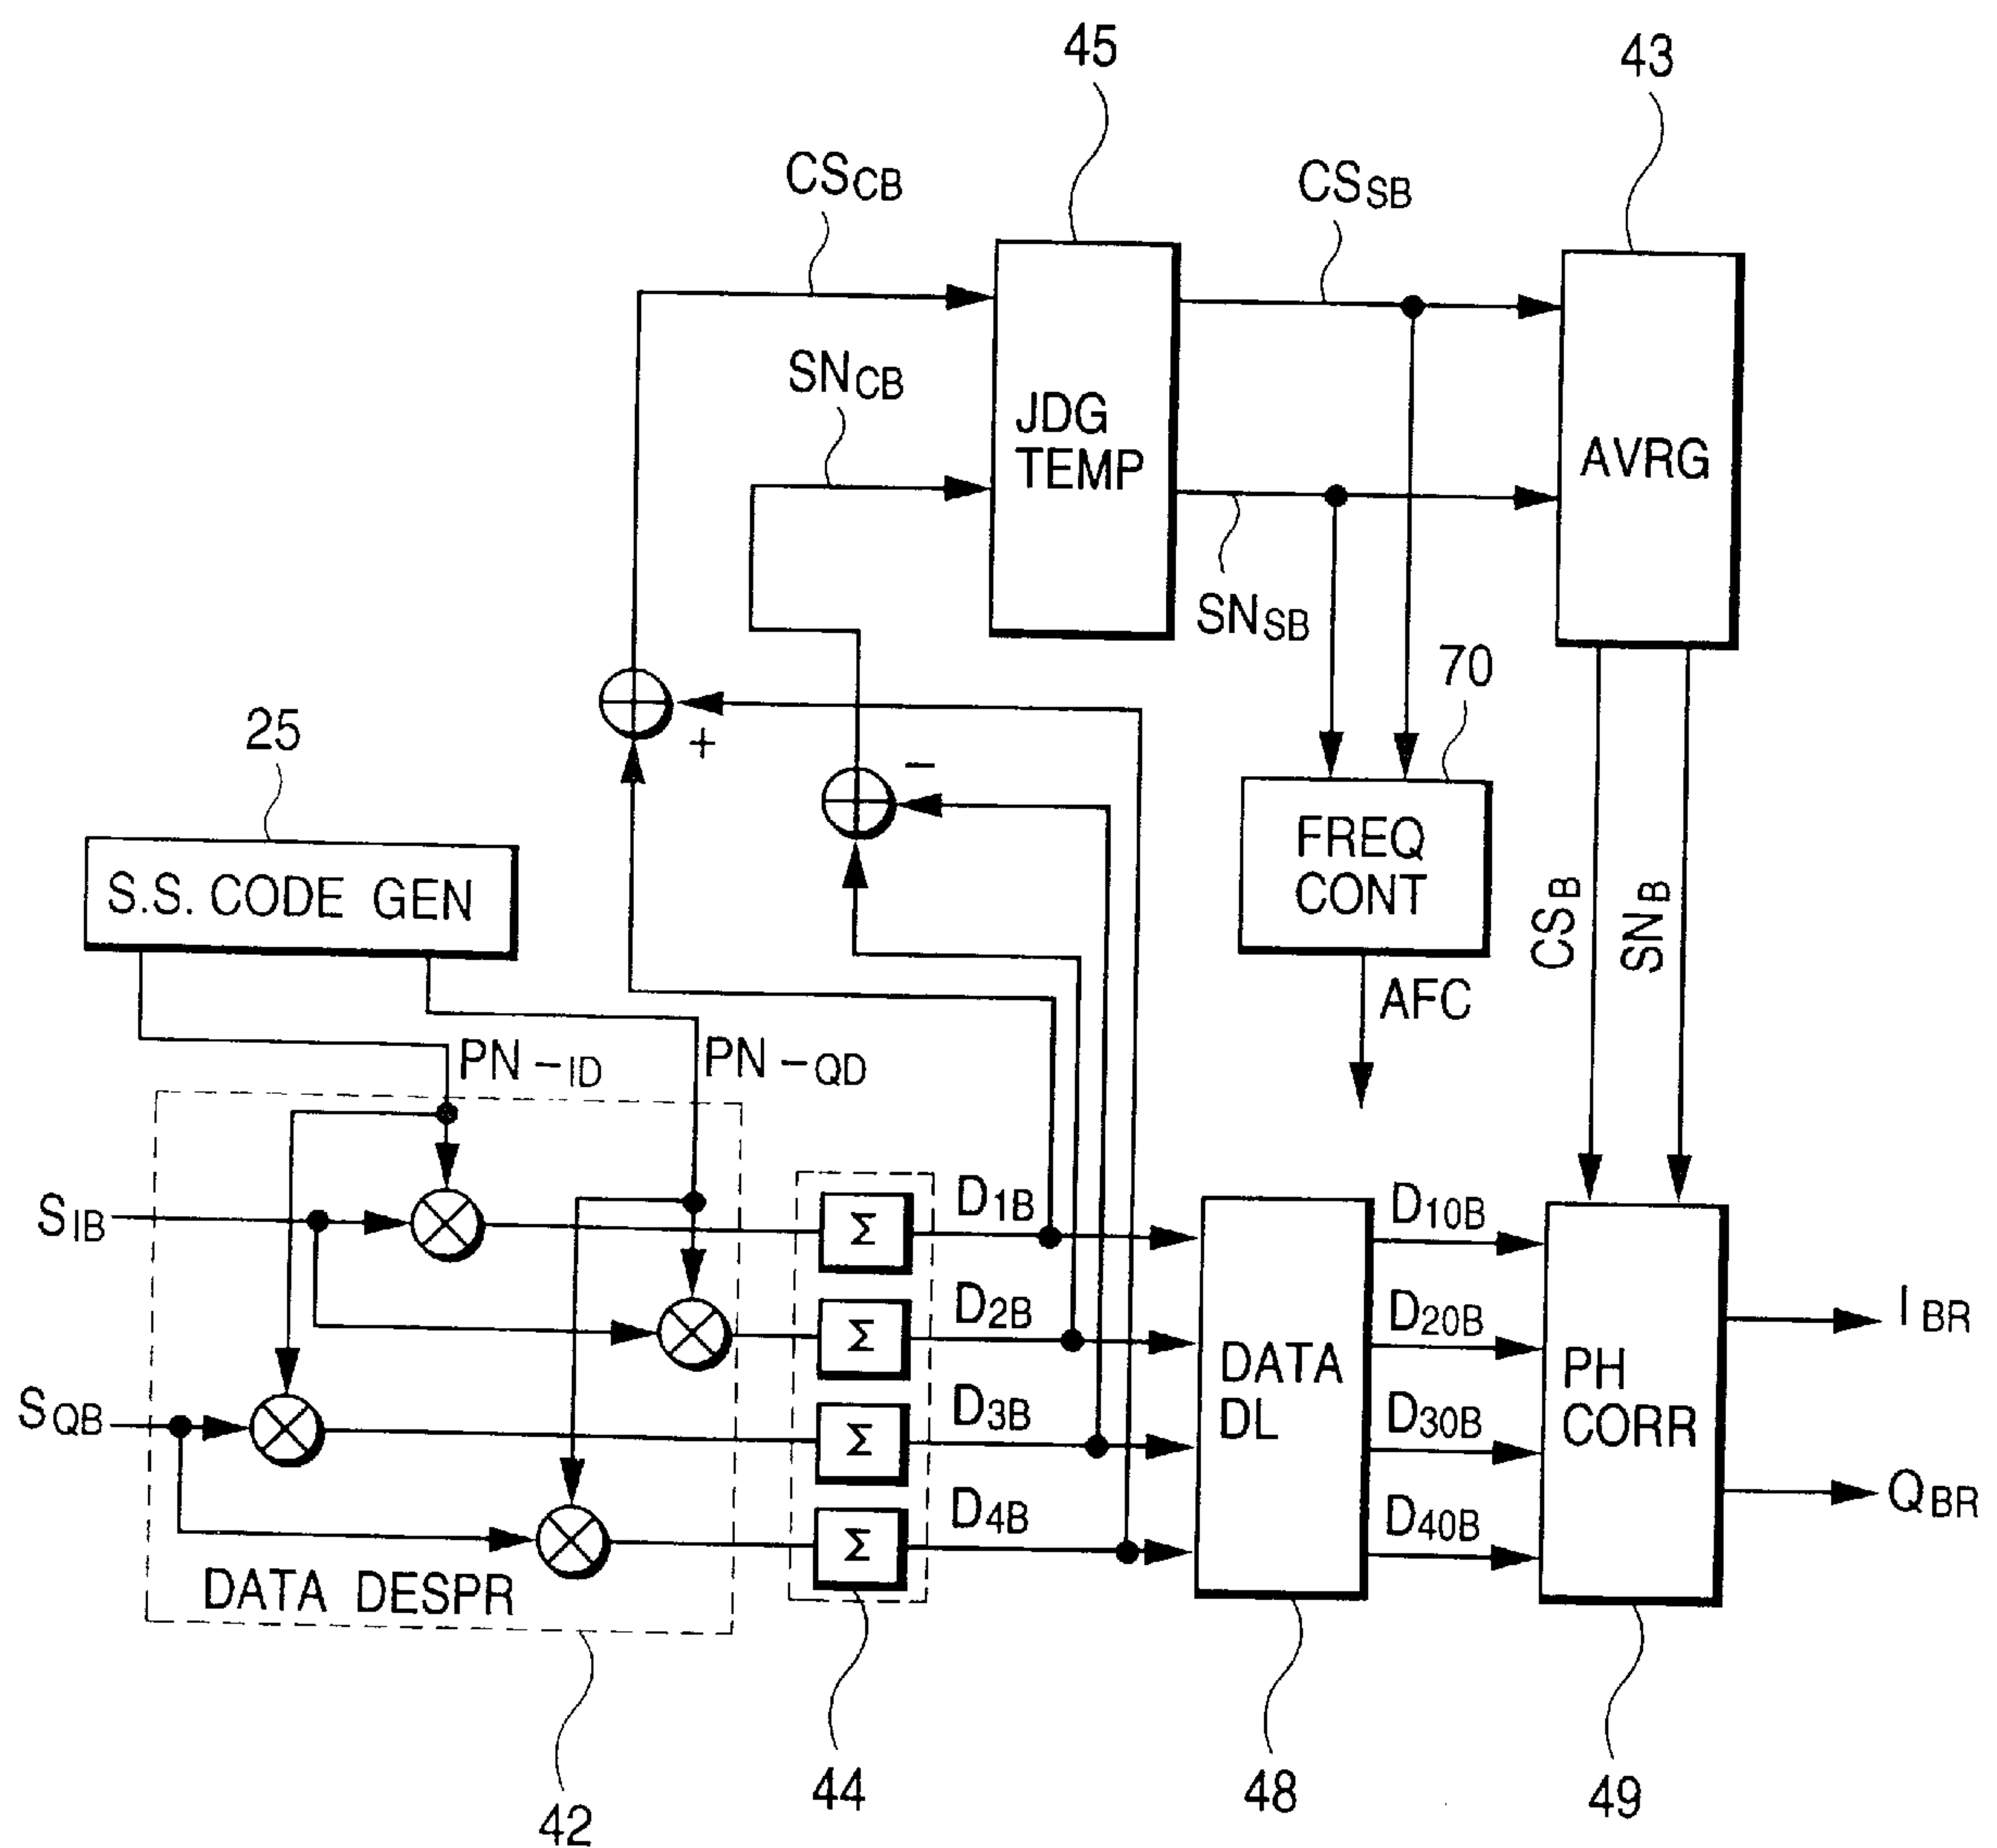 45
43
CSCB
CSSB
SNCB
JDG
TEMP
AVRG
SNSB
70
+
−
25
FREQ
CONT
S.S. CODE GEN
CSB
SNB
AFC
PN −ID
PN −QD
SIB
Σ
D1B
D10B
IBR
Σ
D2B
DATA
DL
D20B
PH
CORR
SQB
Σ
D3B
D30B
QBR
Σ
D4B
D40B
DATA DESPR
42
44
48
49